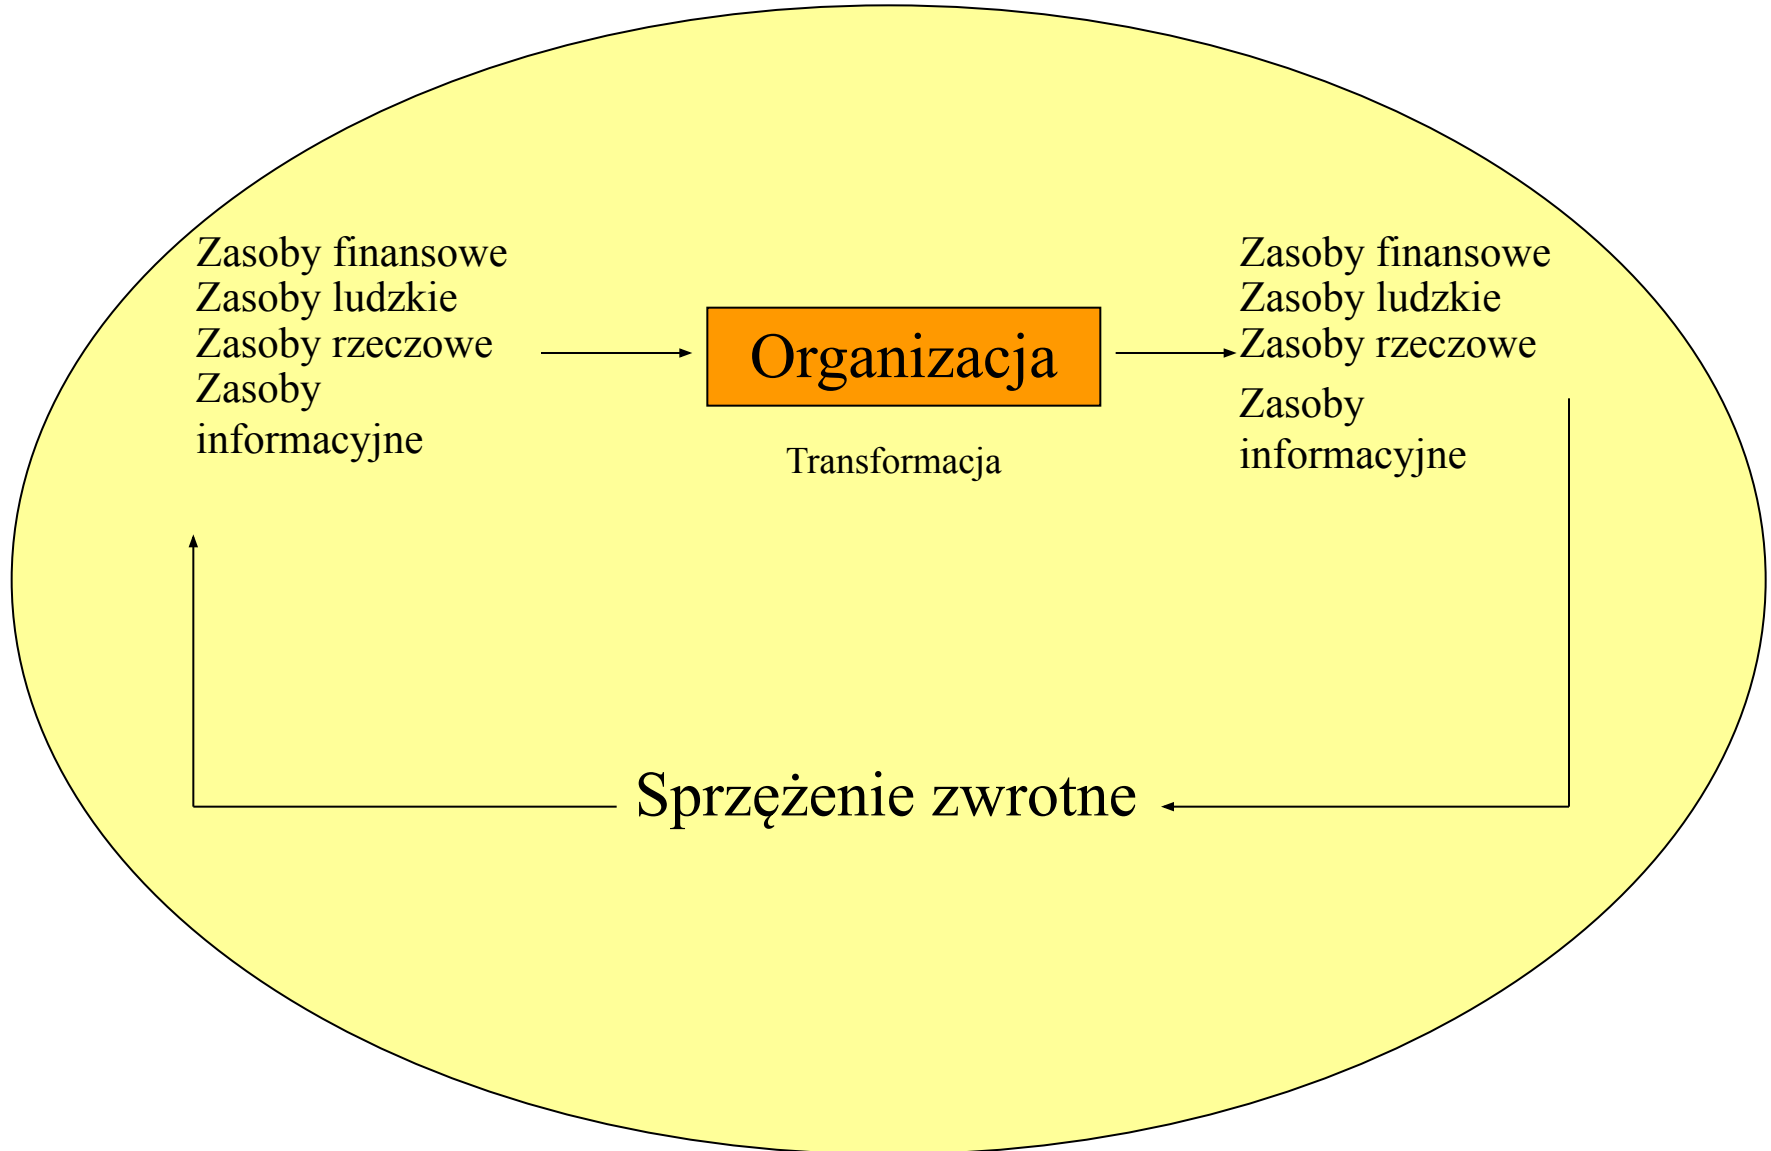 Zasoby finansowe
Zasoby ludzkie
Zasoby rzeczowe
Zasoby
informacyjne
Organizacja
Transformacja
Zasoby finansowe
Zasoby ludzkie
Zasoby rzeczowe
Zasoby
informacyjne
Sprzężenie zwrotne